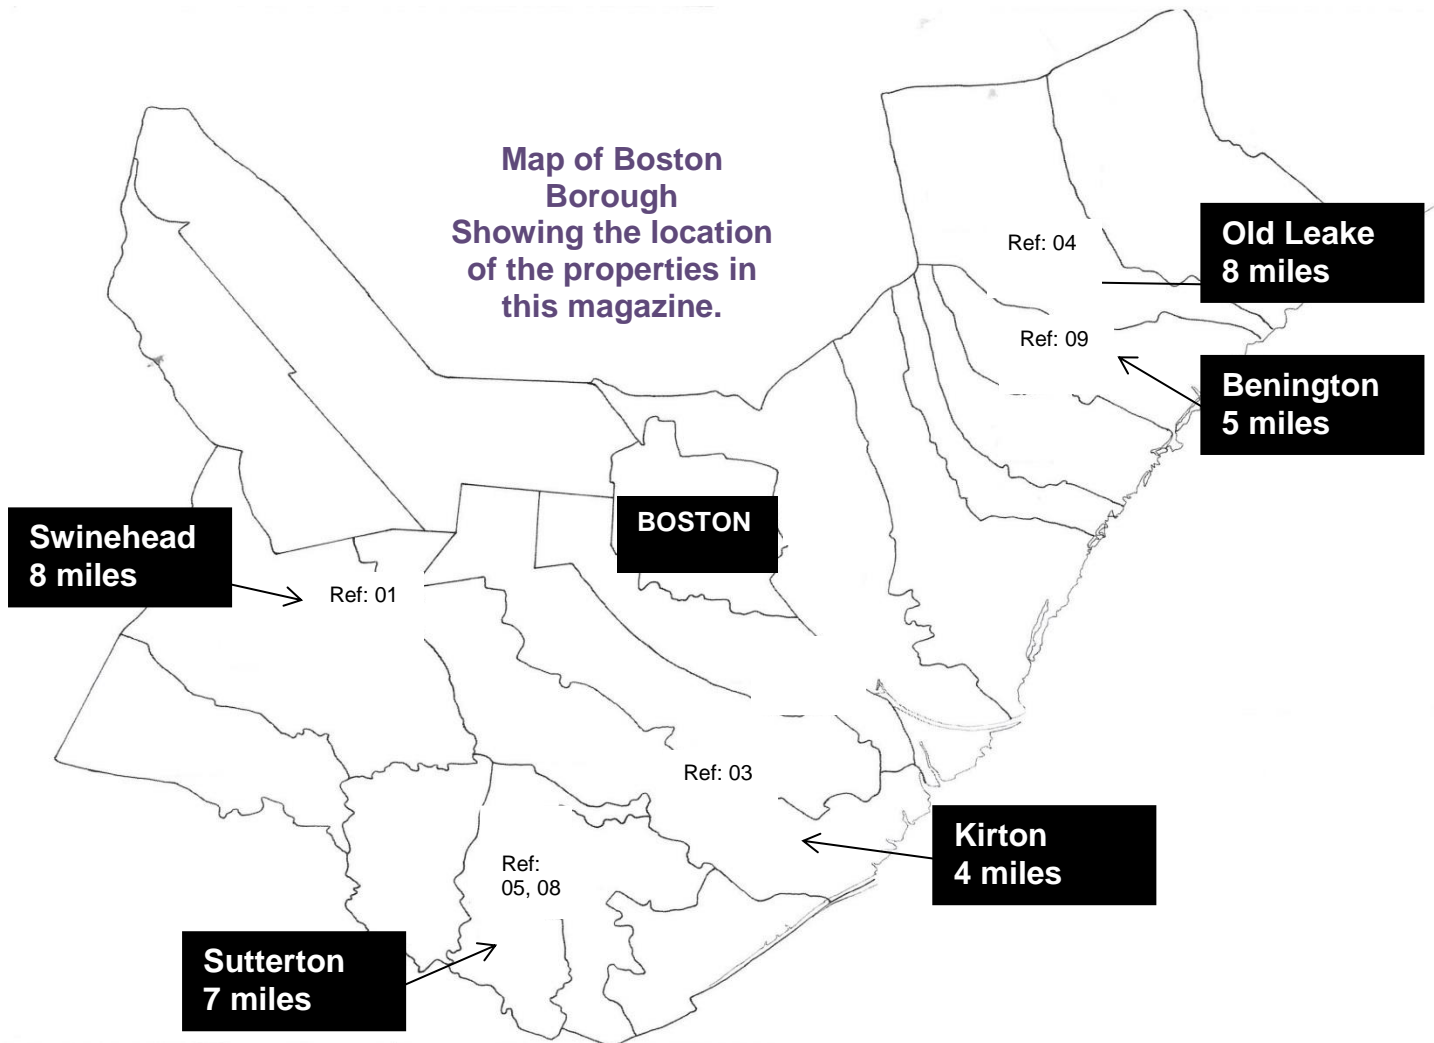 Map of Boston
Borough
Showing the location
of the properties in
this magazine.
Ref: 04
Old Leake
8 miles
Ref: 09
Benington
5 miles
BOSTON
Swinehead
8 miles
Ref: 01
Ref: 03
Kirton
4 miles
Ref:
05, 08
Sutterton
7 miles